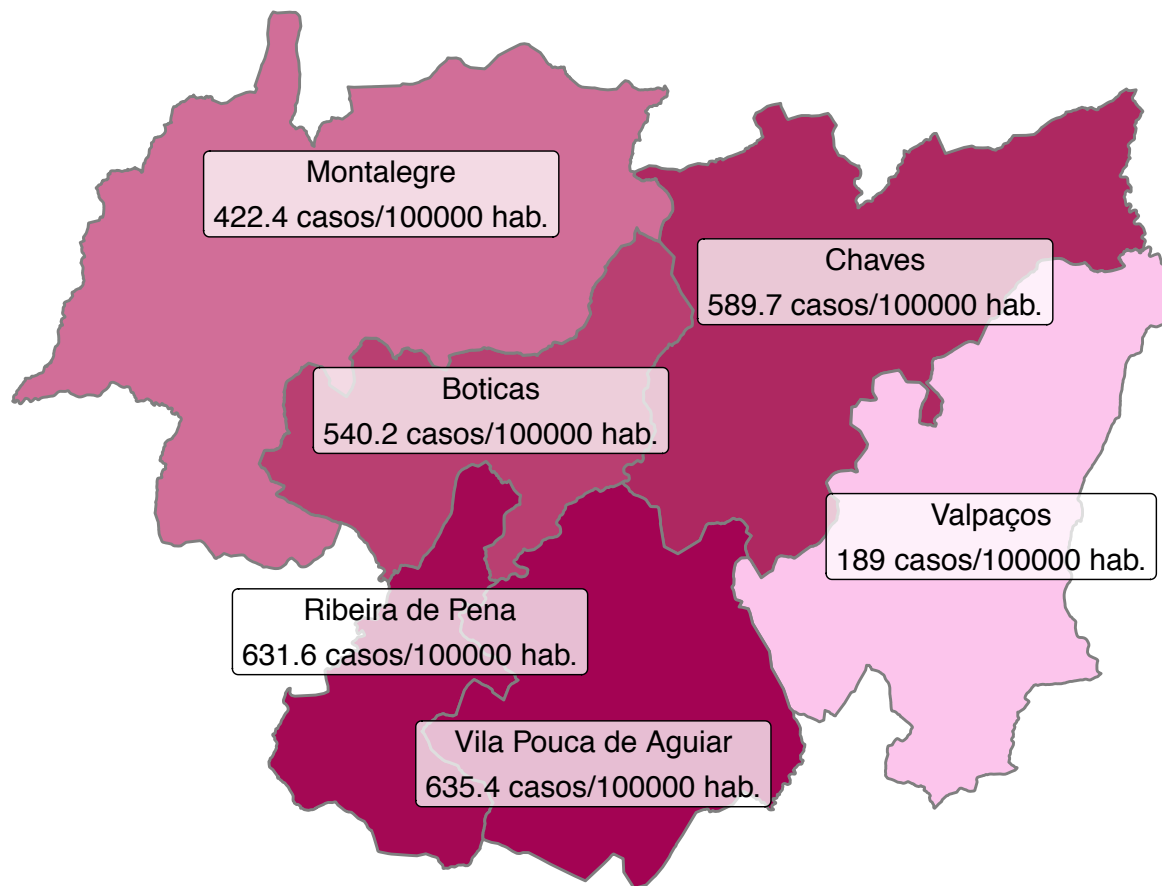 Montalegre
422.4 casos/100000 hab.
Chaves
589.7 casos/100000 hab.
Boticas
540.2 casos/100000 hab.
Valpaços
189 casos/100000 hab.
Ribeira de Pena
631.6 casos/100000 hab.
Vila Pouca de Aguiar
635.4 casos/100000 hab.